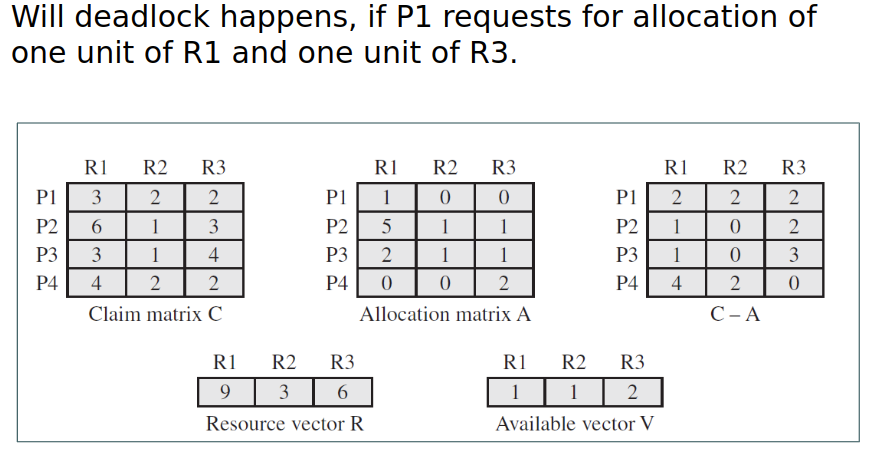 Will deadlock happens, if P1 requests for allocation of
one unit of R1 and one unit of R3.
R1 R2 R3 R1 R2 R3 R1 R2 R3
P1 3 2 2 P1 1 0 0 P1 2 2 2
P2 6 1 3 P2 5 1 1 P2 1 0 2
P3 3 1 4 P3 2 1 1 P3 1 0 3
P4 4 2 2 P4 0 0 2 P4 4 2 0
Claim matrix C Allocation matrix A C – A
R1 R2 R3 R1 R2 R3
9 3 6 1 1 2
Resource vector R Available vector V